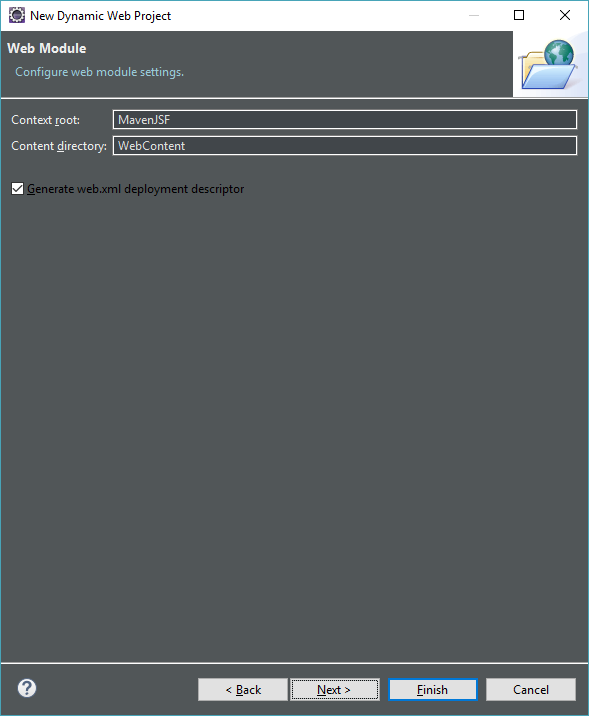 New Dynamic Web Project
Web Module
Configure web module settings.
Context root: MavenJSF
Content directory: WebContent
Generate web.xml deployment descriptor
? < Back Next > Finish Cancel